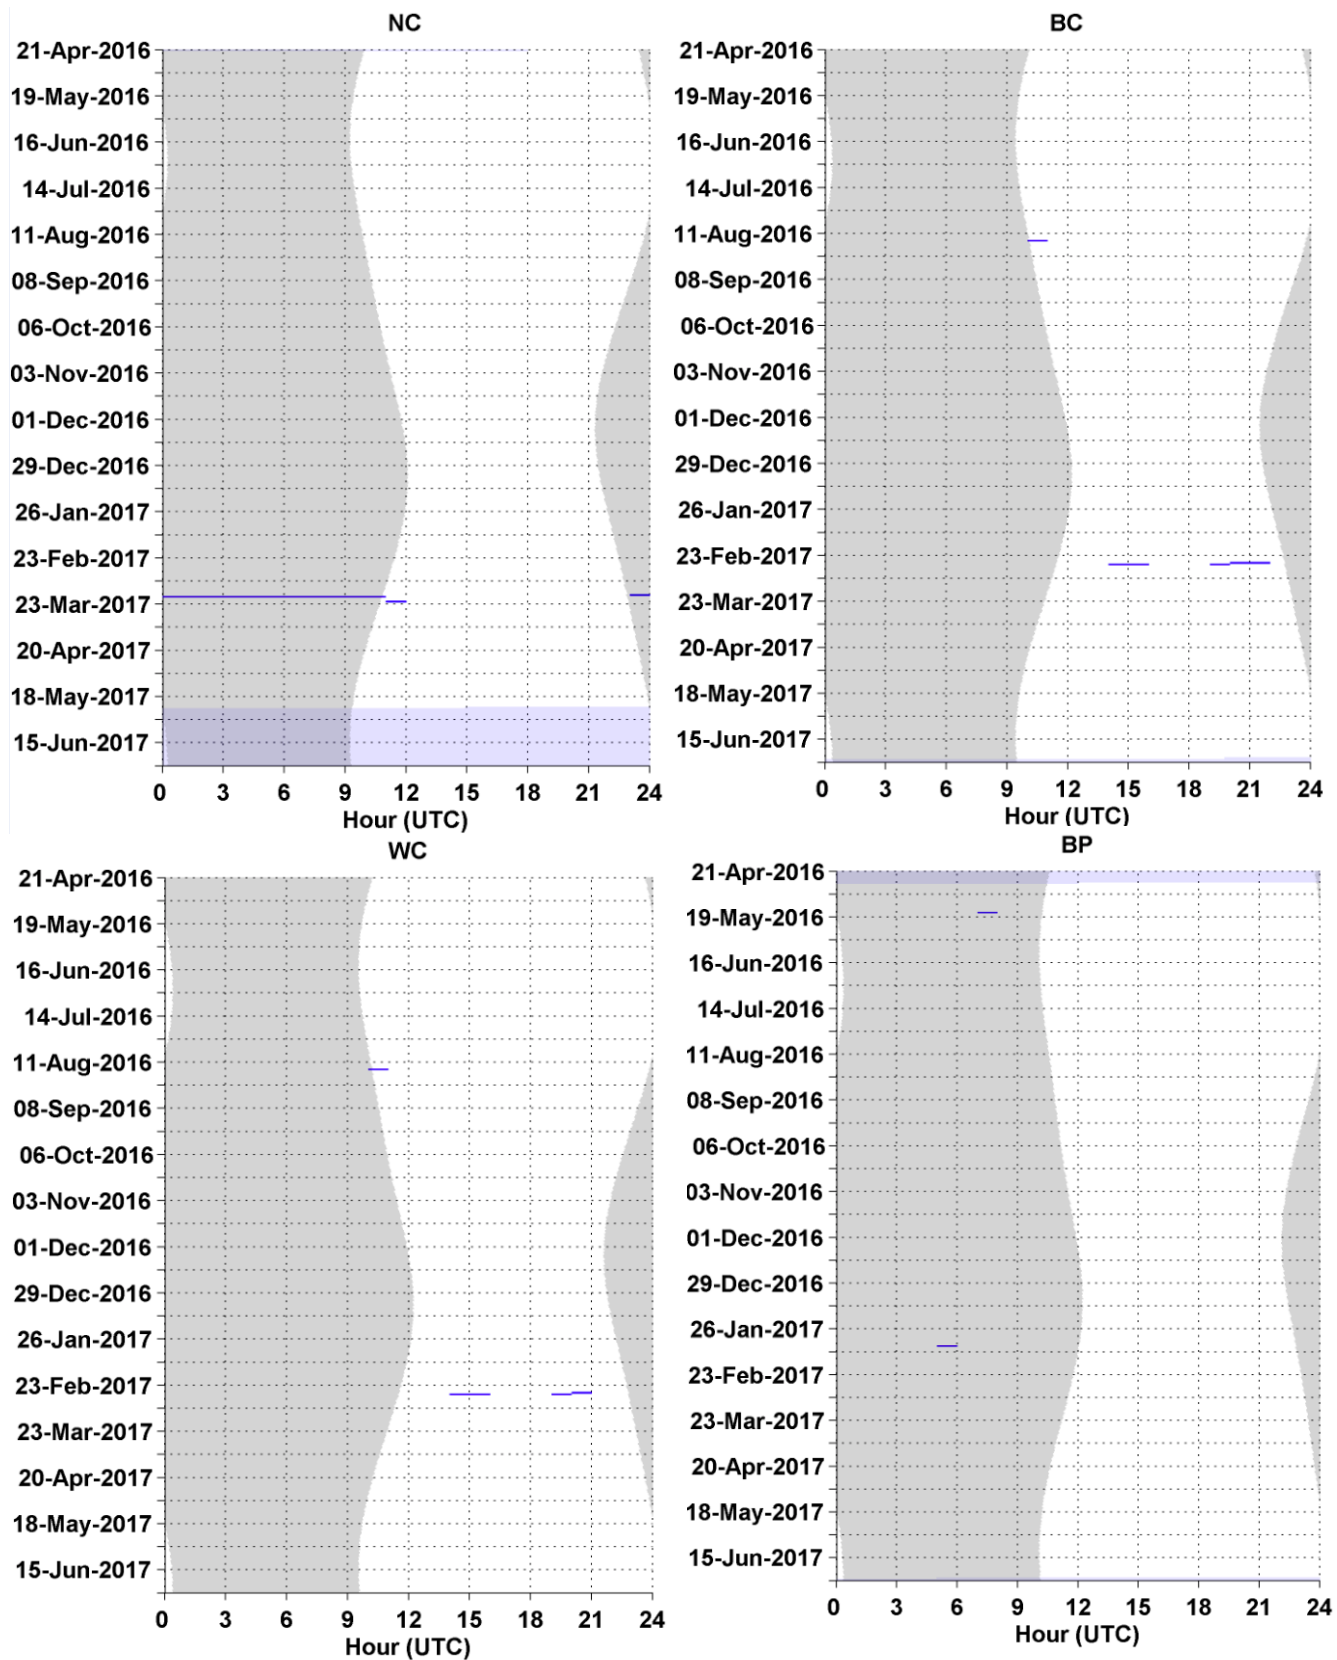 NC
21-Apr-2016
19-May-2016
16-Jun-2016
14-Jul-2016
11-Aug-2016
08-Sep-2016
06-Oct-2016
03-Nov-2016
01-Dec-2016
29-Dec-2016
26-Jan-2017
23-Feb-2017
23-Mar-2017
20-Apr-2017
18-May-2017
15-Jun-2017
0 3 6 9 12 15 18 21 24
Hour (UTC)
BC
21-Apr-2016
19-May-2016
16-Jun-2016
14-Jul-2016
11-Aug-2016
08-Sep-2016
06-Oct-2016
03-Nov-2016
01-Dec-2016
29-Dec-2016
26-Jan-2017
23-Feb-2017
23-Mar-2017
20-Apr-2017
18-May-2017
15-Jun-2017
0 3 6 9 12 15 18 21 24
Hour (UTC)
WC
21-Apr-2016
19-May-2016
16-Jun-2016
14-Jul-2016
11-Aug-2016
08-Sep-2016
06-Oct-2016
03-Nov-2016
01-Dec-2016
29-Dec-2016
26-Jan-2017
23-Feb-2017
23-Mar-2017
20-Apr-2017
18-May-2017
15-Jun-2017
0 3 6 9 12 15 18 21 24
Hour (UTC)
BP
21-Apr-2016
19-May-2016
16-Jun-2016
14-Jul-2016
11-Aug-2016
08-Sep-2016
06-Oct-2016
03-Nov-2016
01-Dec-2016
29-Dec-2016
26-Jan-2017
23-Feb-2017
23-Mar-2017
20-Apr-2017
18-May-2017
15-Jun-2017
0 3 6 9 12 15 18 21 24
Hour (UTC)